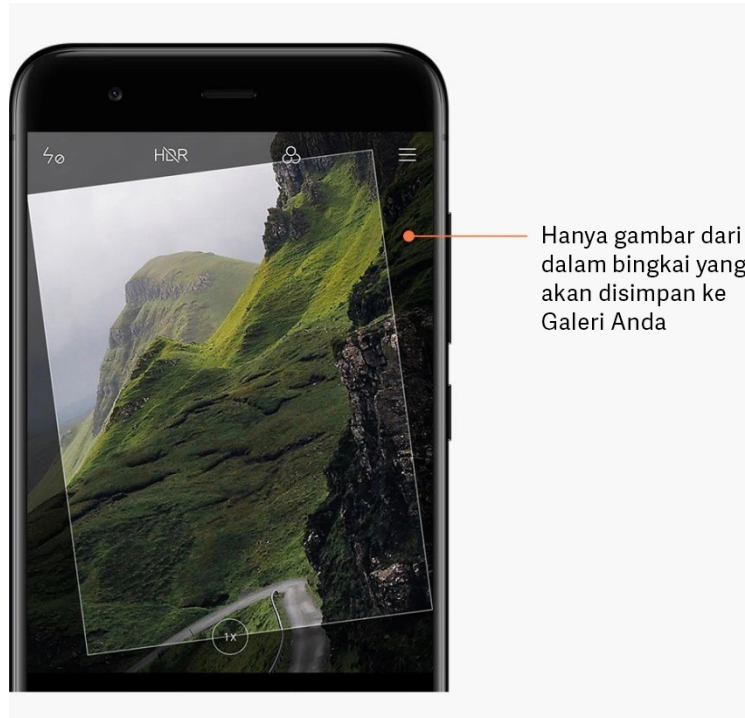 HDR
1X
Hanya gambar dari
dalam bingkai yang
akan disimpan ke
Galeri Anda